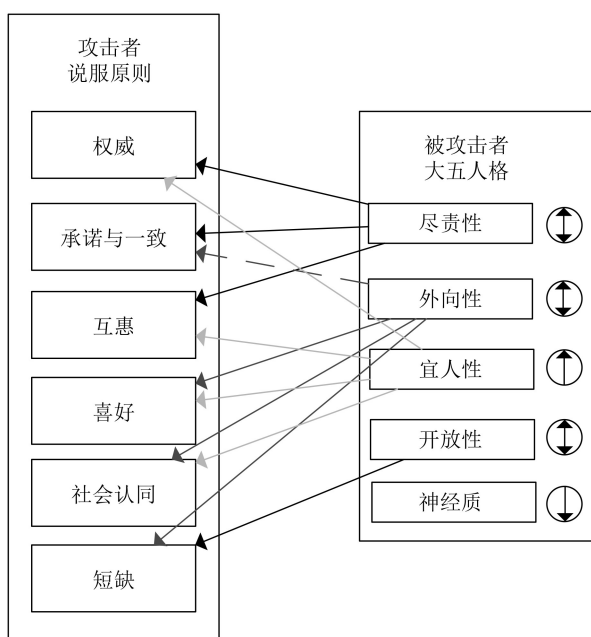 攻击者
说服原则
权威
承诺与一致
互惠
喜好
社会认同
短缺
被攻击者
大五人格
尽责性
外向性
宜人性
开放性
神经质